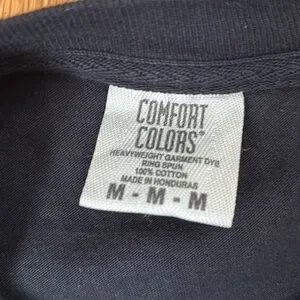 COMFORT
COLORS®
HEAVYWEIGHT GARMENT DYE
RING SPUN
100% COTTON
MADE IN HONDURAS
M - M - M